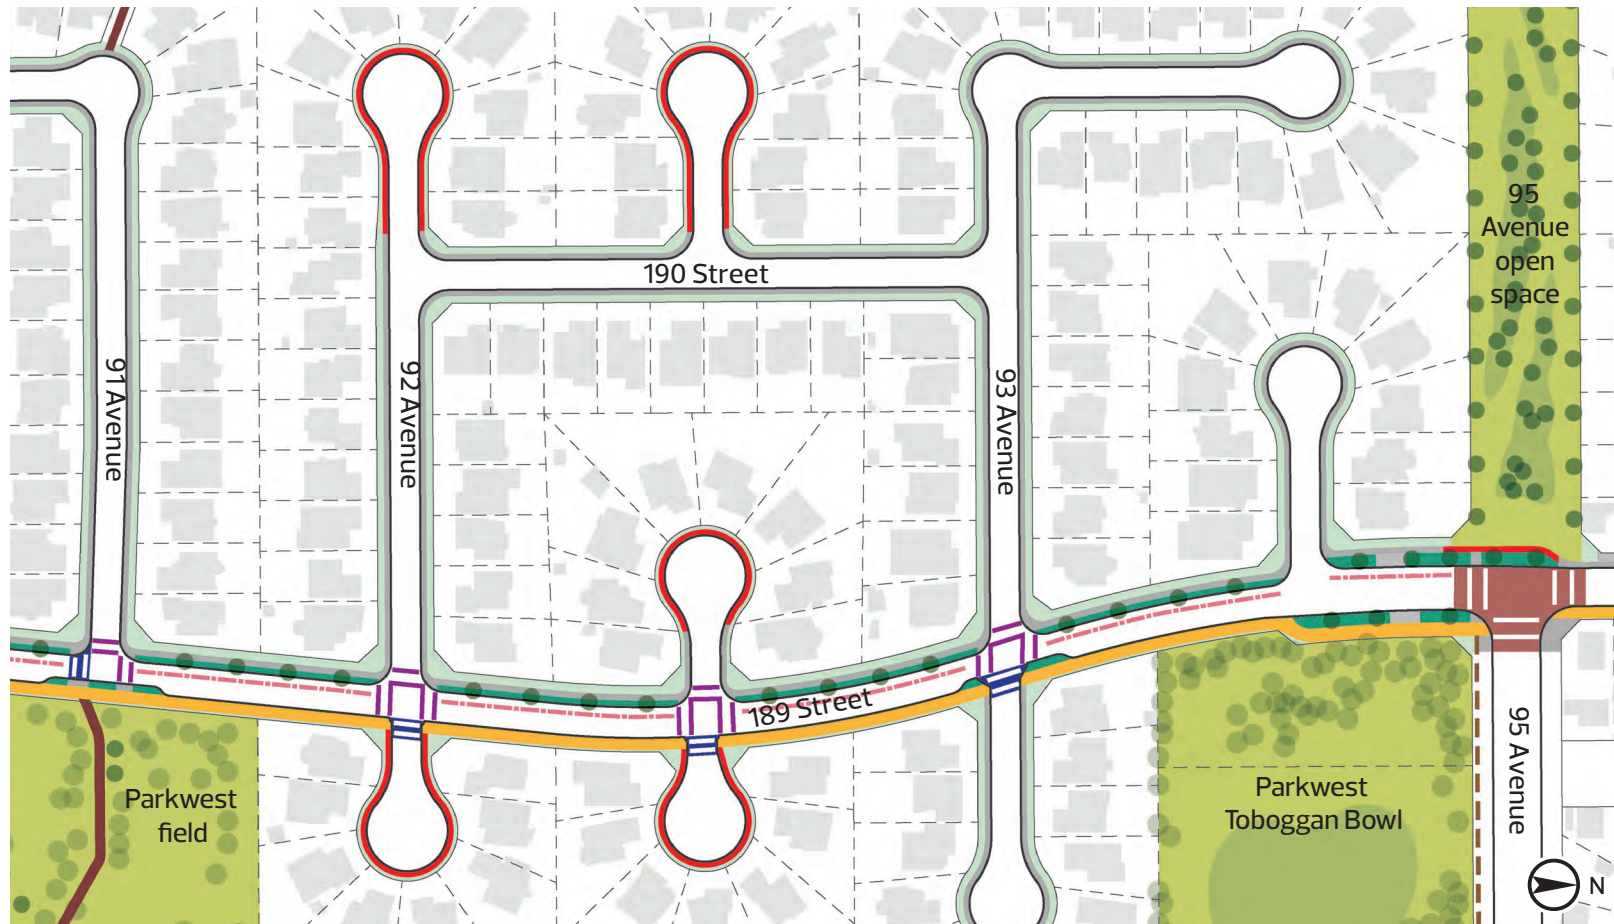 95
Avenue
open
space
190 Street
91 Avenue
92 Avenue
93 Avenue
189 Street
95 Avenue
Parkwest
field
Parkwest
Toboggan Bowl
N